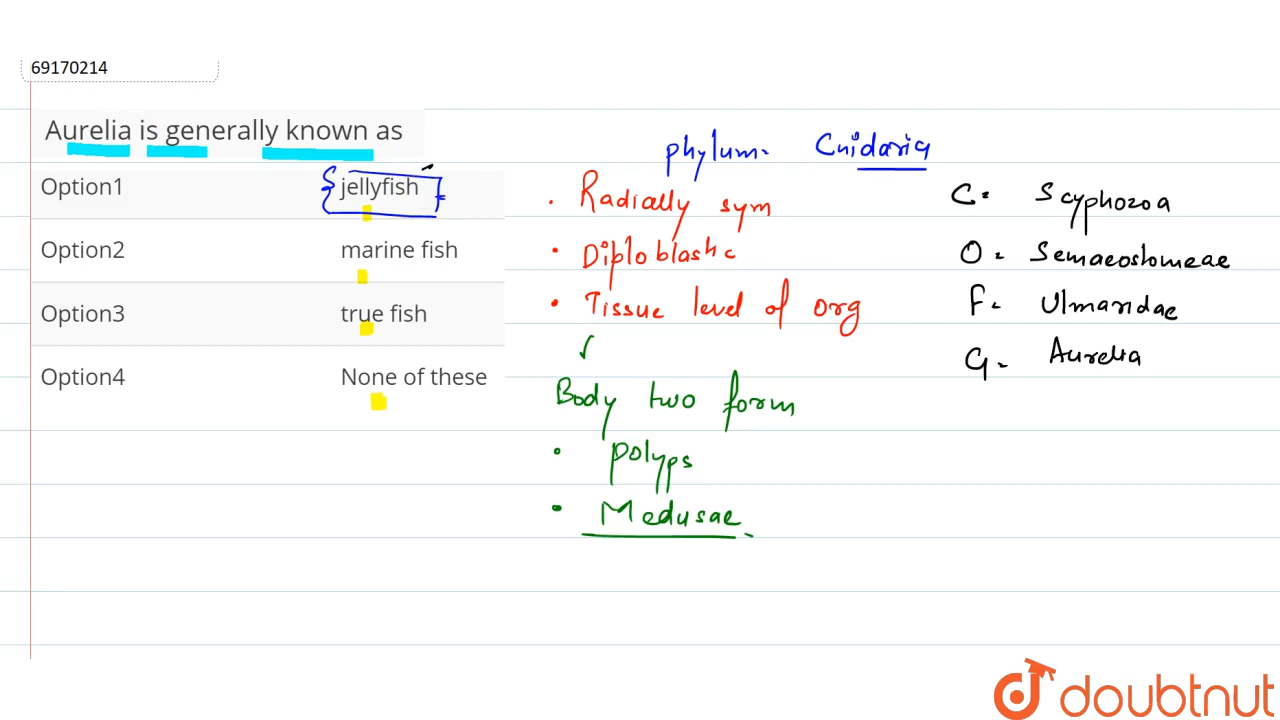 69170214
Aurelia is generally known as
Option1 jellyfish
Option2 marine fish
Option3 true fish
Option4 None of these
phylum- Cnidaria
• Radially sym
• Diploblastic
• Tissue level of org
✓
Body two form
• polyps
• Medusae
C= Scyphozoa
O= Semaeostomeae
F= Ulmaridae
G= Aurelia
doubtnut